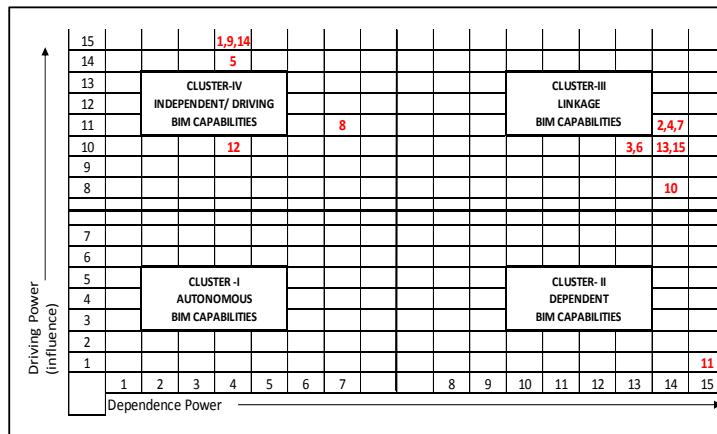 15 1,9,14
14 5
13
12
11 8 2,4,7
10 12 3,6 13,15
9
8 10
CLUSTER-IV
INDEPENDENT/ DRIVING
BIM CAPABILITIES
CLUSTER-III
LINKAGE
BIM CAPABILITIES
7
6
5
4
3
2
1 11
CLUSTER -I
AUTONOMOUS
BIM CAPABILITIES
CLUSTER- II
DEPENDENT
BIM CAPABILITIES
1 2 3 4 5 6 7 8 9 10 11 12 13 14 15
Dependence Power
Driving Power
(influence)